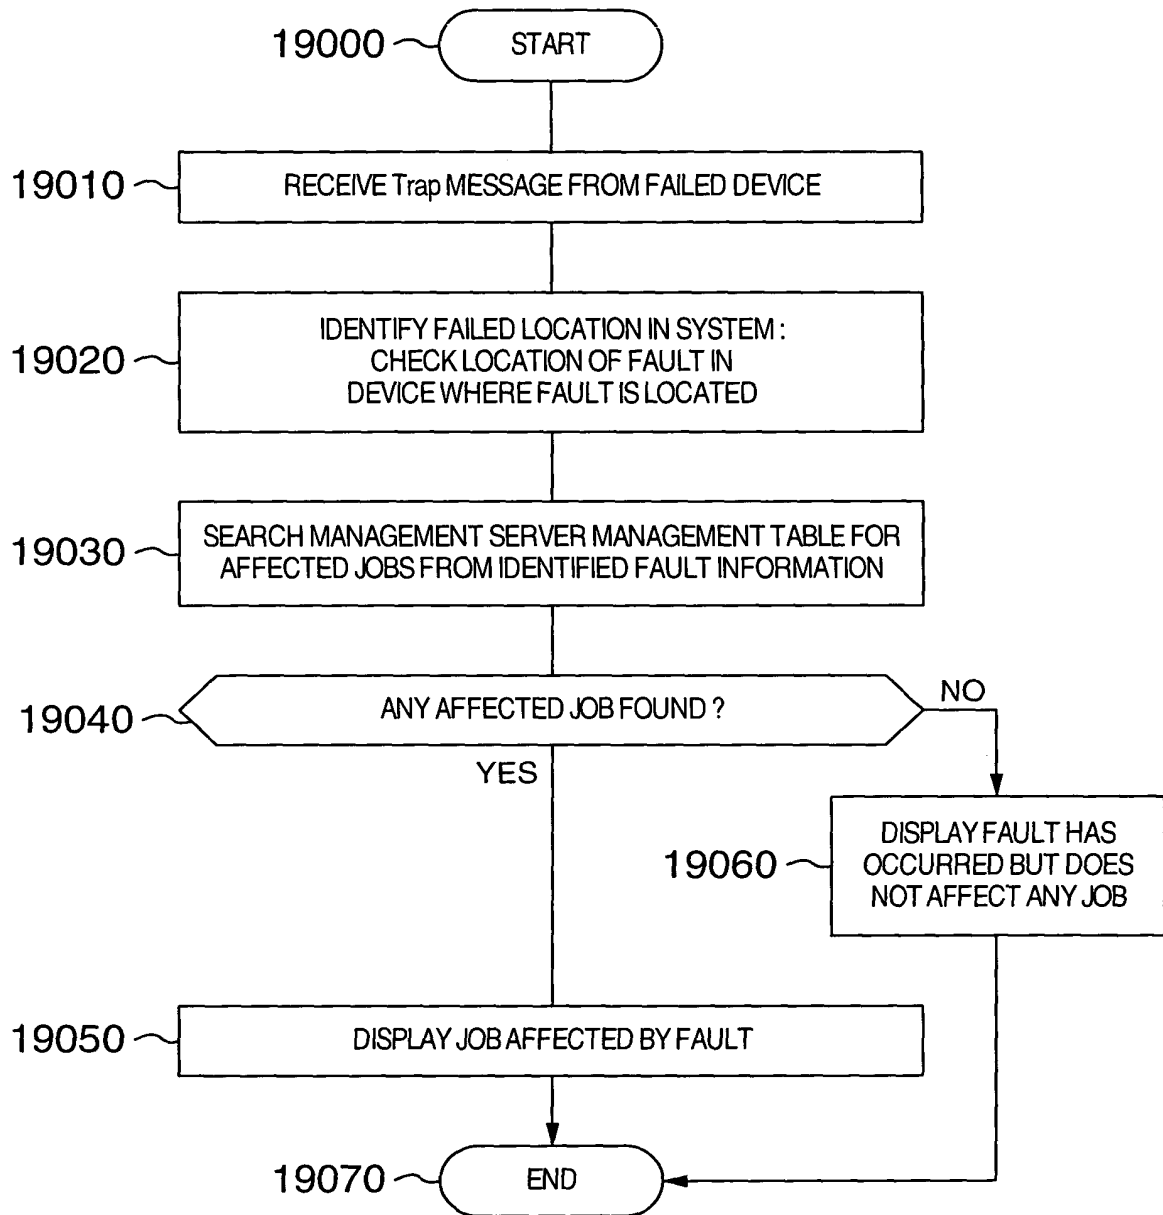 19000
START
19010
RECEIVE Trap MESSAGE FROM FAILED DEVICE
19020
IDENTIFY FAILED LOCATION IN SYSTEM :
CHECK LOCATION OF FAULT IN
DEVICE WHERE FAULT IS LOCATED
19030
SEARCH MANAGEMENT SERVER MANAGEMENT TABLE FOR
AFFECTED JOBS FROM IDENTIFIED FAULT INFORMATION
19040
ANY AFFECTED JOB FOUND ?
NO
YES
19060
DISPLAY FAULT HAS
OCCURRED BUT DOES
NOT AFFECT ANY JOB
19050
DISPLAY JOB AFFECTED BY FAULT
19070
END